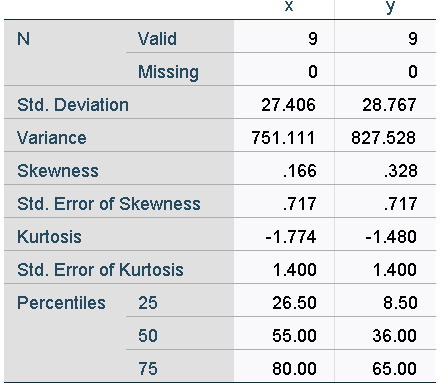 x y
N Valid 9 9
Missing 0 0
Std. Deviation 27.406 28.767
Variance 751.111 827.528
Skewness .166 .328
Std. Error of Skewness .717 .717
Kurtosis -1.774 -1.480
Std. Error of Kurtosis 1.400 1.400
Percentiles 25 26.50 8.50
50 55.00 36.00
75 80.00 65.00